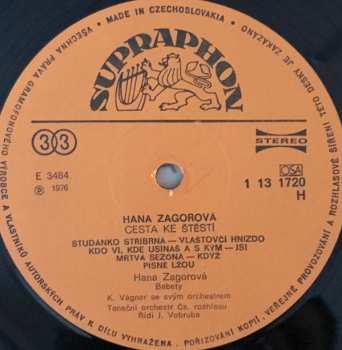 MADE IN CZECHOSLOVAKIA • VŠECHNA PRÁVA GRAMOFONOVÉHO VÝROBCE A VLASTNÍKŮ AUTORSKÝCH PRÁV K DÍLU VYHRAZENA. POŘIZOVÁNÍ KOPIÍ, VEŘEJNÉ PROVOZOVÁNÍ A ROZHLASOVÉ ŠÍŘENÍ TÉTO DESKY JE ZAKÁZÁNO
SUPRAPHON
33
STEREO
E 3484
OSA
℗ 1976
1 13 1720
H
HANA ZAGOROVÁ
CESTA KE ŠTĚSTÍ
STUDÁNKO STŘÍBRNÁ — VLAŠTOVČÍ HNÍZDO
KDO VÍ, KDE USÍNÁŠ A S KÝM — JSI
MRTVÁ SEZÓNA — KDYŽ
PÍSNĚ LŽOU
Hana Zagorová
Bebety
K. Vágner se svým orchestrem
Taneční orchestr Čs. rozhlasu
Řídí J. Votruba